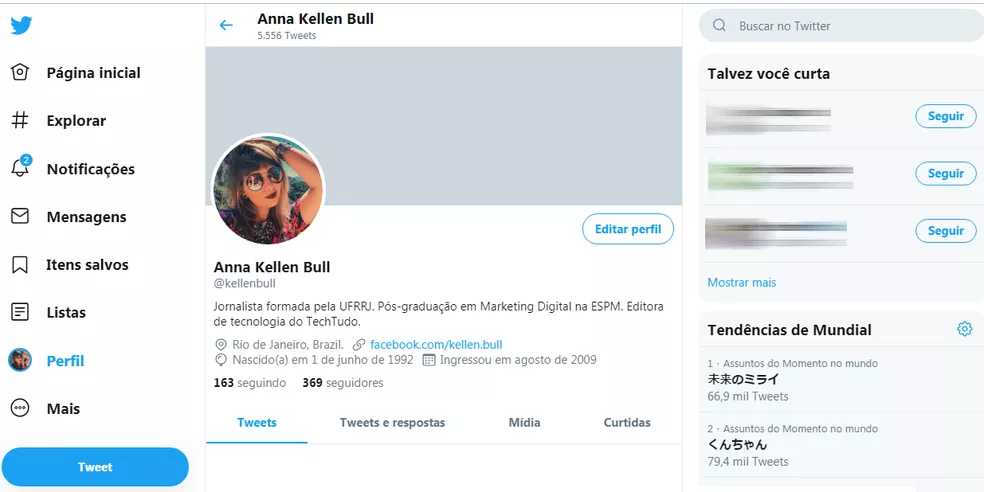 Anna Kellen Bull
5.556 Tweets
Página inicial
Explorar
2
Notificações
Mensagens
Itens salvos
Listas
Perfil
Mais
Tweet
Editar perfil
Anna Kellen Bull
@kellenbull
Jornalista formada pela UFRRJ. Pós-graduação em Marketing Digital na ESPM. Editora
de tecnologia do TechTudo.
Rio de Janeiro, Brazil. facebook.com/kellen.bull
Nascido(a) em 1 de junho de 1992 Ingressou em agosto de 2009
163 seguindo 369 seguidores
Tweets Tweets e respostas Mídia Curtidas
Buscar no Twitter
Talvez você curta
Seguir
Seguir
Seguir
Mostrar mais
Tendências de Mundial
1 · Assuntos do Momento no mundo
未来のミライ
66,9 mil Tweets
2 · Assuntos do Momento no mundo
くんちゃん
79,4 mil Tweets